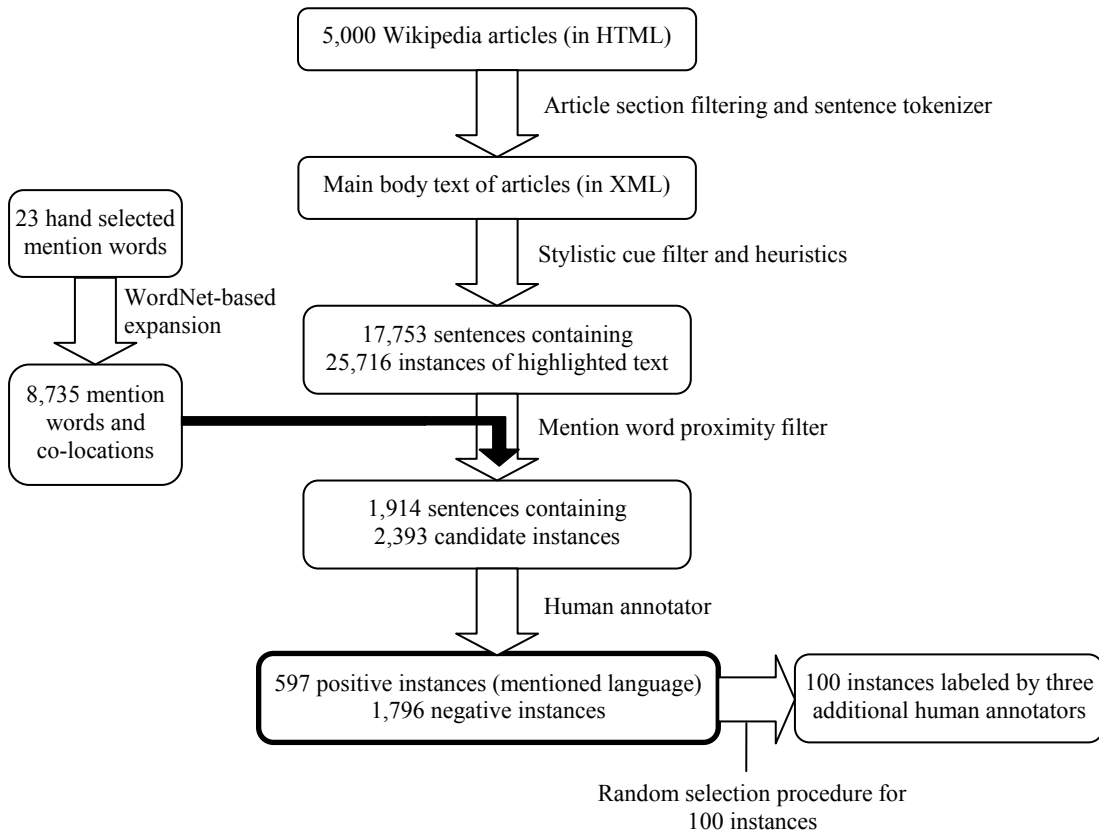 5,000 Wikipedia articles (in HTML)
Article section filtering and sentence tokenizer
Main body text of articles (in XML)
23 hand selected
mention words
Stylistic cue filter and heuristics
WordNet-based
expansion
17,753 sentences containing
25,716 instances of highlighted text
8,735 mention
words and
co-locations
Mention word proximity filter
1,914 sentences containing
2,393 candidate instances
Human annotator
597 positive instances (mentioned language)
1,796 negative instances
100 instances labeled by three
additional human annotators
Random selection procedure for
100 instances